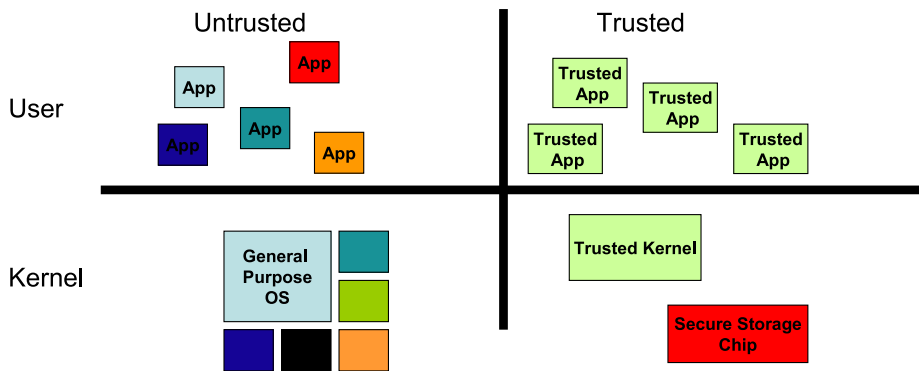 Untrusted
Trusted
User
App
App
App
App
App
Trusted
App
Trusted
App
Trusted
App
Trusted
App
Kernel
General
Purpose
OS
Trusted Kernel
Secure Storage
Chip